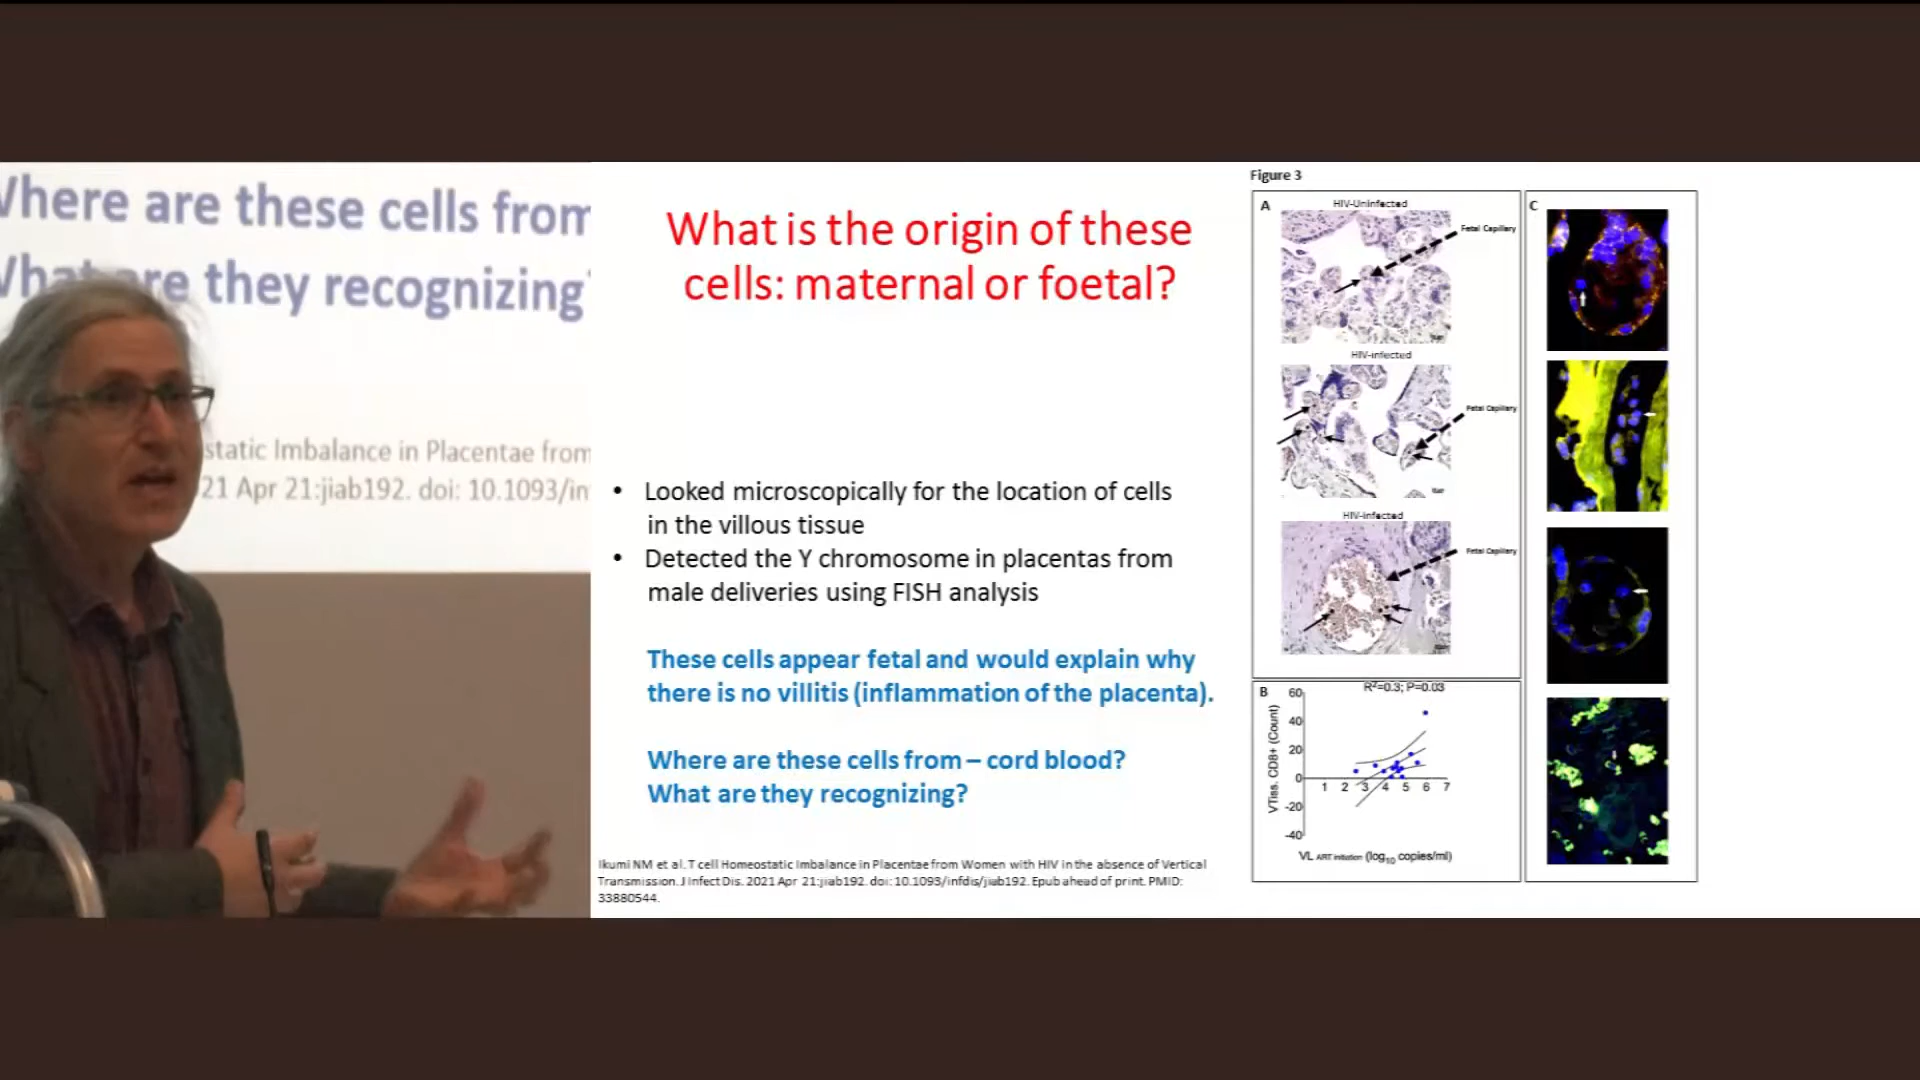 Where are these cells from
What are they recognizing?
static Imbalance in Placentae from
21 Apr 21:jiab192. doi: 10.1093/in
What is the origin of these
cells: maternal or foetal?
• Looked microscopically for the location of cells
in the villous tissue
• Detected the Y chromosome in placentas from
male deliveries using FISH analysis
These cells appear fetal and would explain why
there is no villitis (inflammation of the placenta).
Where are these cells from – cord blood?
What are they recognizing?
Ikumi NM et al. T cell Homeostatic Imbalance in Placentae from Women with HIV in the absence of Vertical
Transmission. J Infect Dis. 2021 Apr 21:jiab192. doi: 10.1093/infdis/jiab192. Epub ahead of print. PMID:
33880544.
Figure 3
A
HIV-Uninfected
Fetal Capillary
HIV-infected
Fetal Capillary
HIV-infected
Fetal Capillary
B
R²=0.3; P=0.03
VTiss. CD8+ (Count)
60
40
20
0
-20
-40
1 2 3 4 5 6 7
VL ART initiation (log10 copies/ml)
C